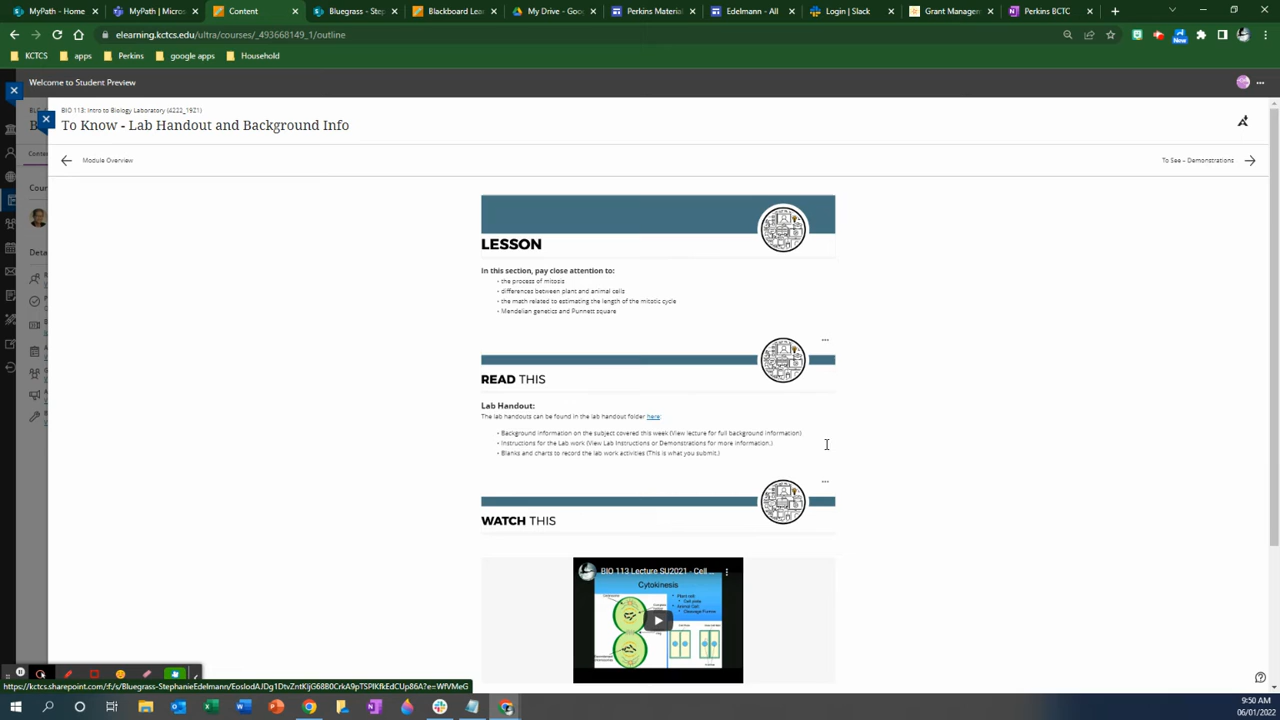 MyPath - Home
MyPath | Micros
Content
Bluegrass - Step
Blackboard Lear
My Drive - Goo
Perkins Materia
Edelmann - All
Login | Slack
Grant Manager
Perkins KCTC
elearning.kctcs.edu/ultra/courses/_493668149_1/outline
KCTCS
apps
Perkins
google apps
Household
Welcome to Student Preview
BIO 113: Intro to Biology Laboratory (4222_19Z1)
To Know - Lab Handout and Background Info
Module Overview
To See - Demonstrations
LESSON
In this section, pay close attention to:
• the process of mitosis
• differences between plant and animal cells
• the math related to estimating the length of the mitotic cycle
• Mendelian genetics and Punnett square
READ THIS
Lab Handout:
The lab handouts can be found in the lab handout folder here:
• Background Information on the subject covered this week (View lecture for full background information)
• Instructions for the Lab work (View Lab Instructions or Demonstrations for more information.)
• Blanks and charts to record the lab work activities (This is what you submit.)
WATCH THIS
BIO 113 Lecture SU2021 - Cell ...
Cytokinesis
9:50 AM
06/01/2022